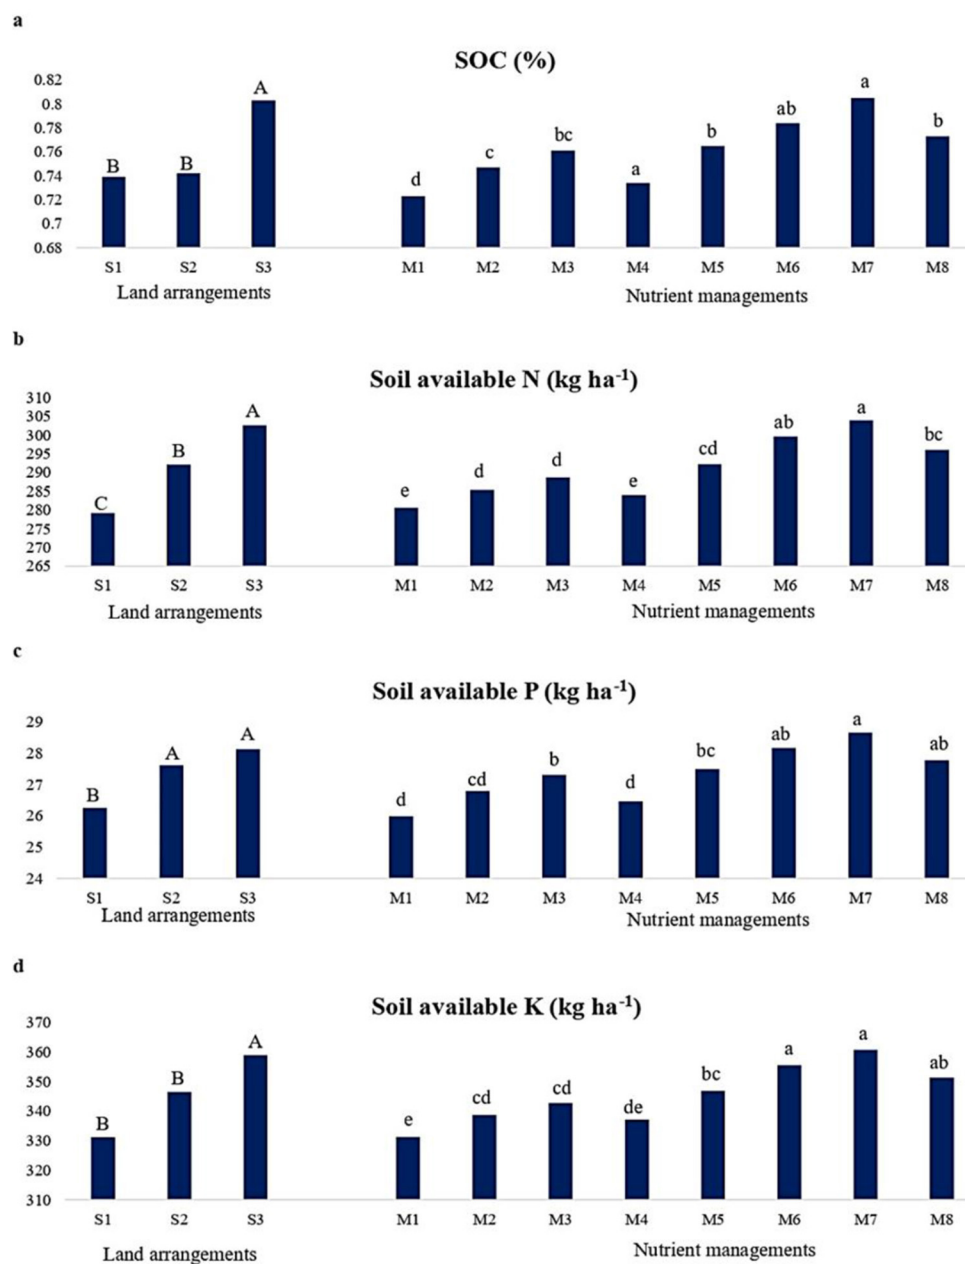 a
SOC (%)
0.82
0.8
0.78
0.76
0.74
0.72
0.7
0.68
B B A d c bc a b ab a b
S1 S2 S3 M1 M2 M3 M4 M5 M6 M7 M8
Land arrangements Nutrient managements
b
Soil available N (kg ha-1)
310
305
300
295
290
285
280
275
270
265
C B A e d d e cd ab a bc
S1 S2 S3 M1 M2 M3 M4 M5 M6 M7 M8
Land arrangements Nutrient managements
c
Soil available P (kg ha-1)
29
28
27
26
25
24
B A A d cd b d bc ab a ab
S1 S2 S3 M1 M2 M3 M4 M5 M6 M7 M8
Land arrangements Nutrient managements
d
Soil available K (kg ha-1)
370
360
350
340
330
320
310
B B A e cd cd de bc a a ab
S1 S2 S3 M1 M2 M3 M4 M5 M6 M7 M8
Land arrangements Nutrient managements